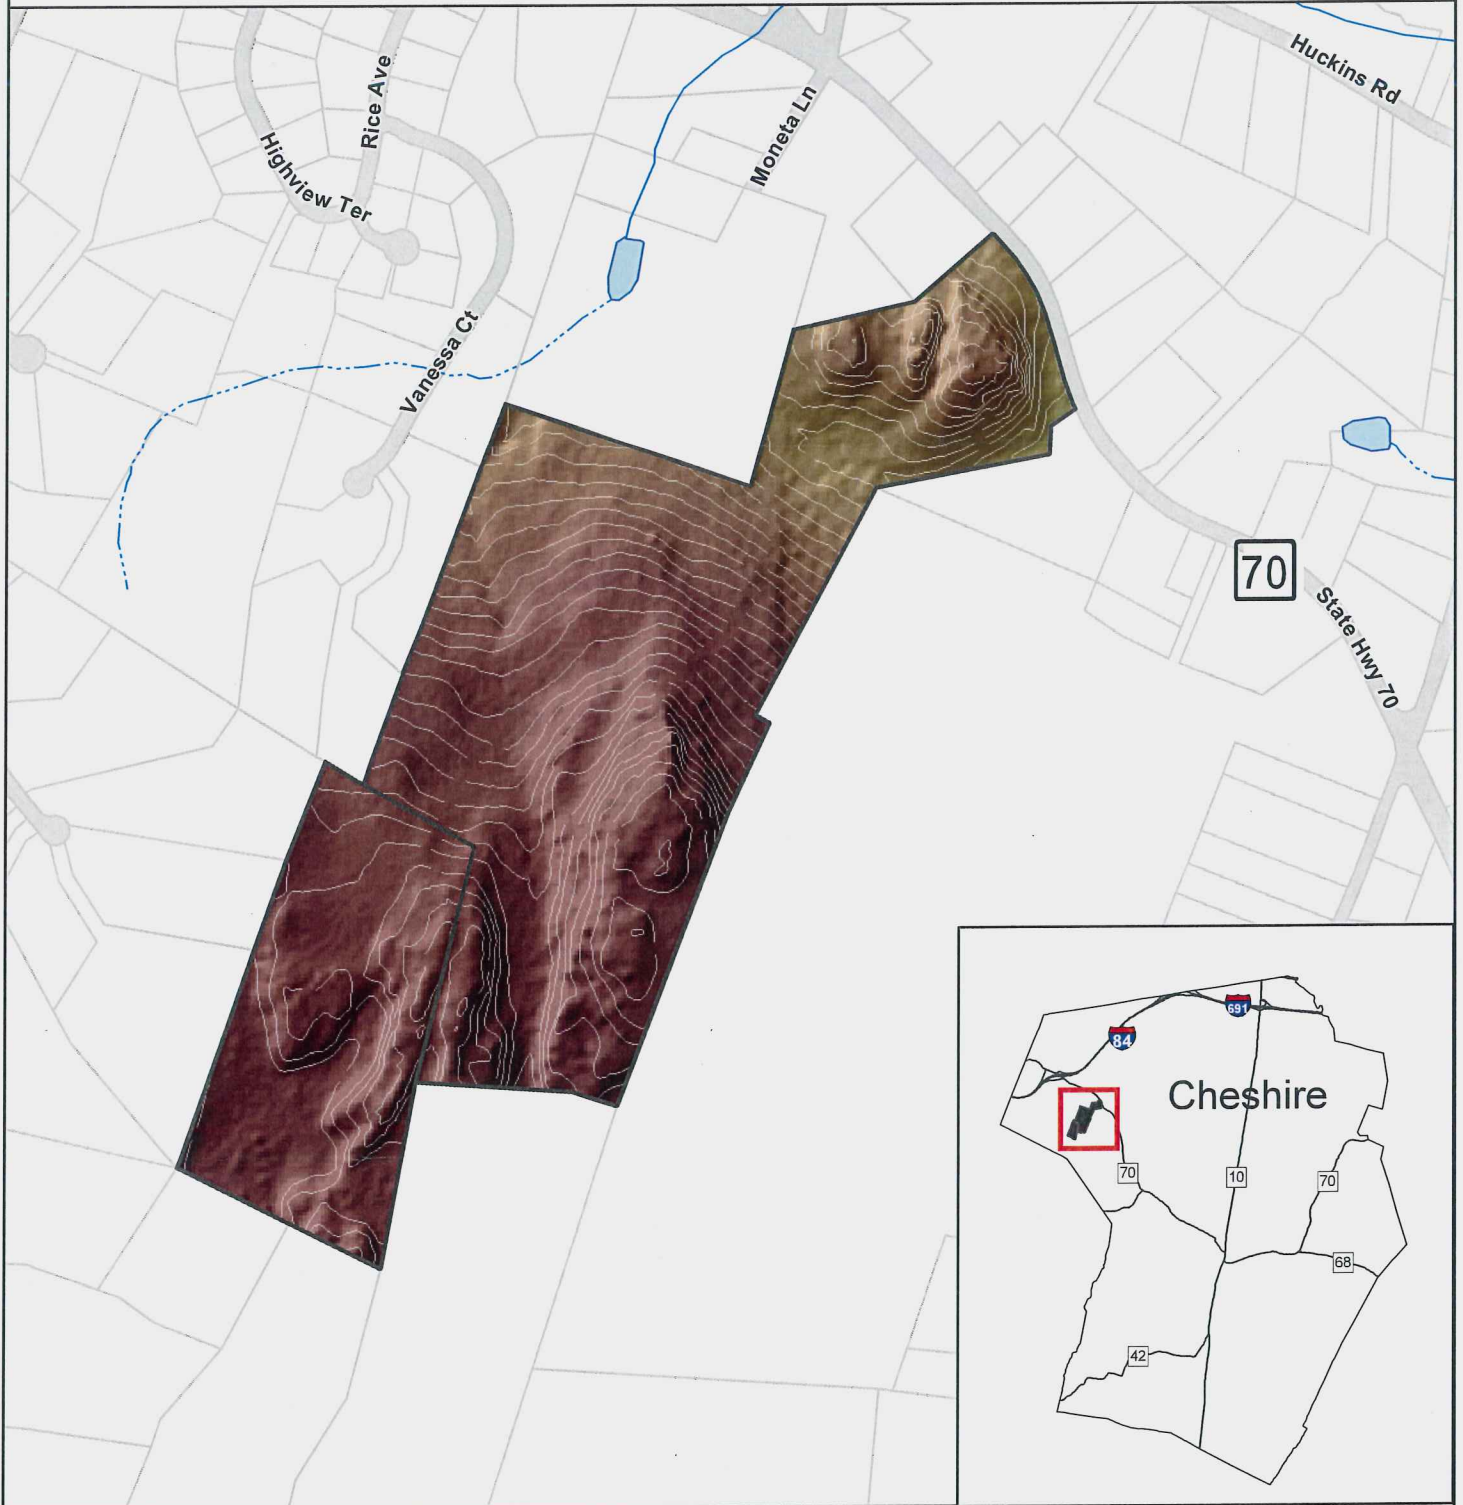 Huckins Rd
Rice Ave
Moneta Ln
Highview Ter
Vanessa Ct
70
State Hwy 70
691
84
Cheshire
70
10
70
68
42